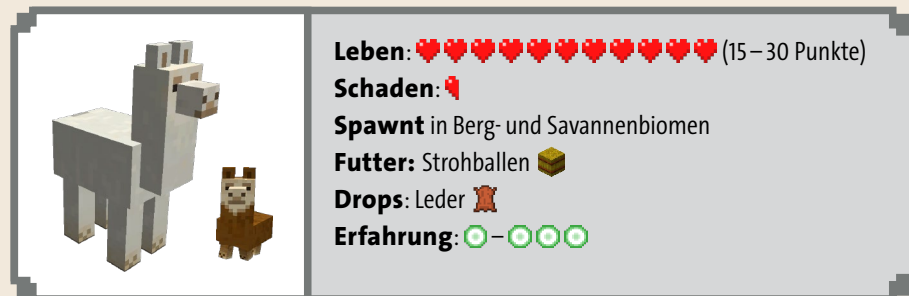 Leben: (15–30 Punkte)
Schaden:
Spawnt in Berg- und Savannenbiomen
Futter: Strohballen
Drops: Leder
Erfahrung: –